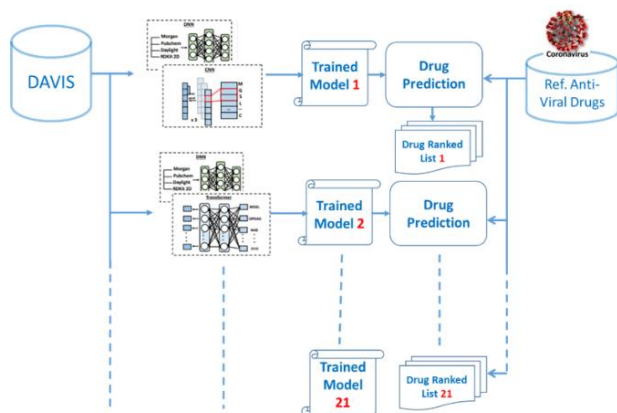 DNN
Morgan
Pubchem
Daylight
RDKit 2D
CNN
x 3
M
G
S
L
...
C
DAVIS
Trained
Model 1
Drug
Prediction
Coronavirus
Ref. Anti-
Viral Drugs
Drug Ranked
List 1
DNN
Morgan
Pubchem
Daylight
RDKit 2D
Transformer
Trained
Model 2
Drug
Prediction
Trained
Model
21
Drug Ranked
List 21